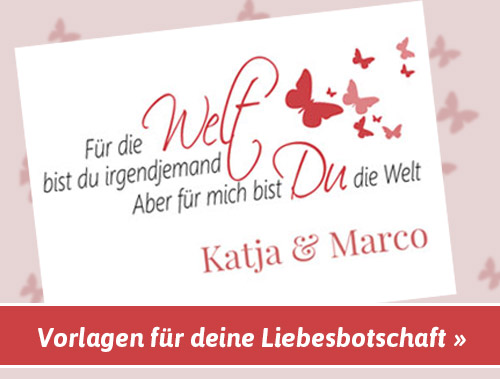 Für die Welt
bist du irgendjemand
Aber für mich bist Du die Welt
Katja & Marco
Vorlagen für deine Liebesbotschaft »